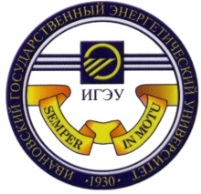 ИВАНОВСКИЙ ГОСУДАРСТВЕННЫЙ ЭНЕРГЕТИЧЕСКИЙ УНИВЕРСИТЕТ
ИГЭУ
SEMPER IN MOTU
·1930·